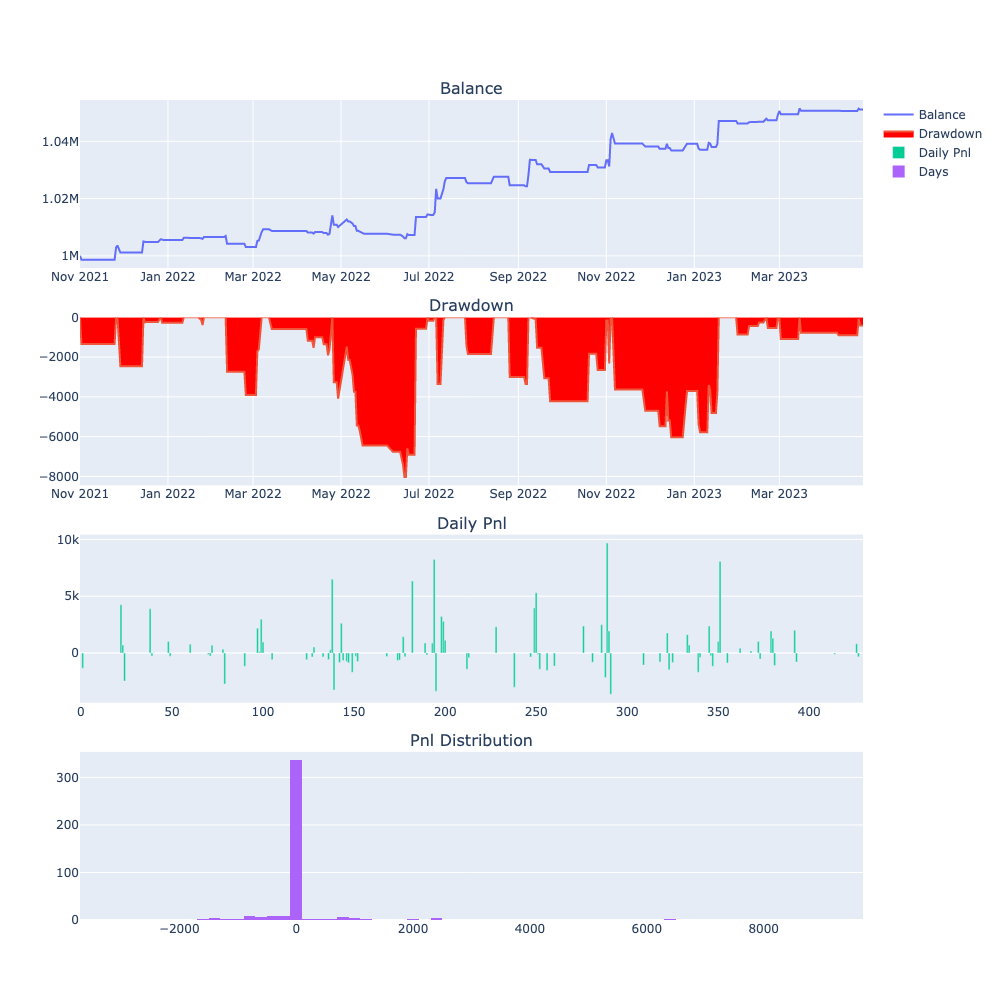 Balance
1.04M
1.02M
1M
Nov 2021 Jan 2022 Mar 2022 May 2022 Jul 2022 Sep 2022 Nov 2022 Jan 2023 Mar 2023
Balance
Drawdown
Daily Pnl
Days
Drawdown
0
−2000
−4000
−6000
−8000
Nov 2021 Jan 2022 Mar 2022 May 2022 Jul 2022 Sep 2022 Nov 2022 Jan 2023 Mar 2023
Daily Pnl
10k
5k
0
0 50 100 150 200 250 300 350 400
Pnl Distribution
300
200
100
0
−2000 0 2000 4000 6000 8000